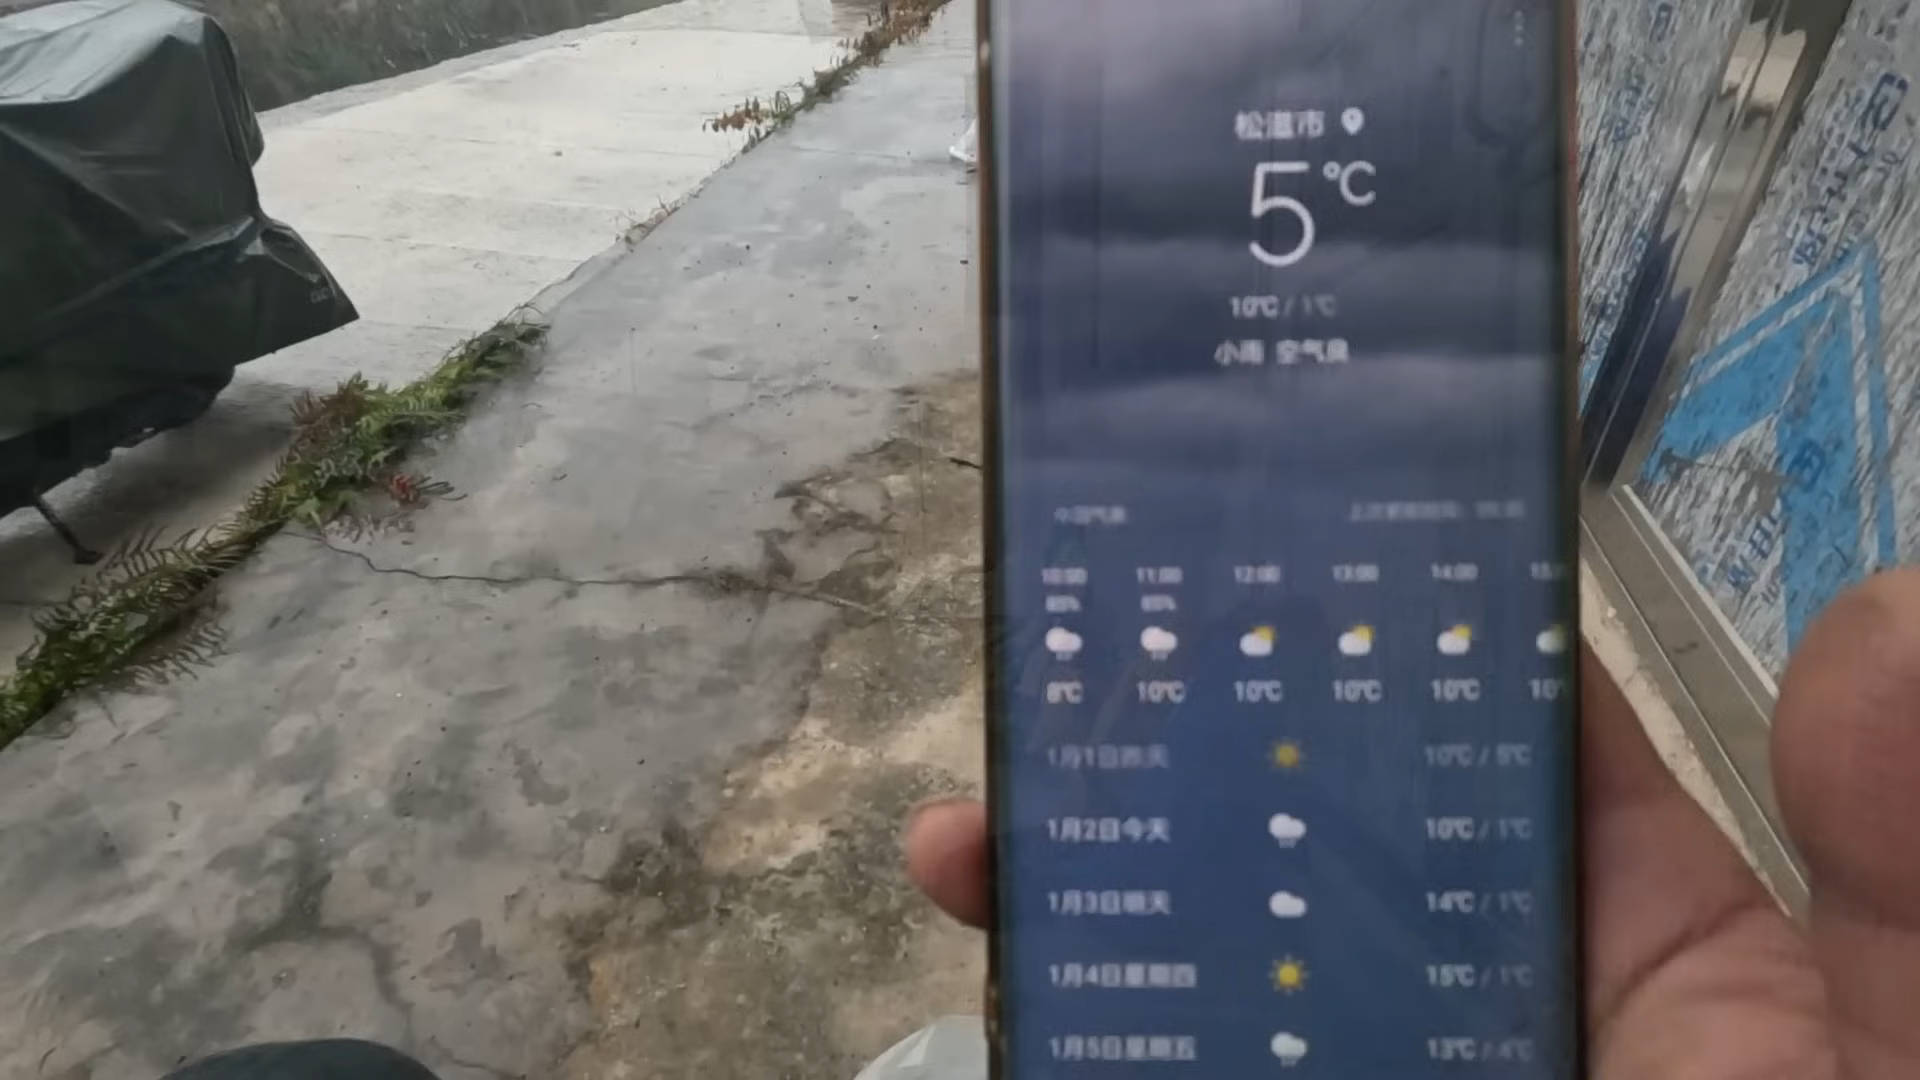 松滋市
5℃
10℃ / 1℃
小雨 空气良
10:00 11:00 12:00 13:00 14:00
8℃ 10℃ 10℃ 10℃ 10℃ 10
1月1日昨天 10℃ / 5℃
1月2日今天 10℃ / 1℃
1月3日明天 14℃ / 1℃
1月4日星期四 15℃ / 1℃
1月5日星期五 13℃ / 4℃